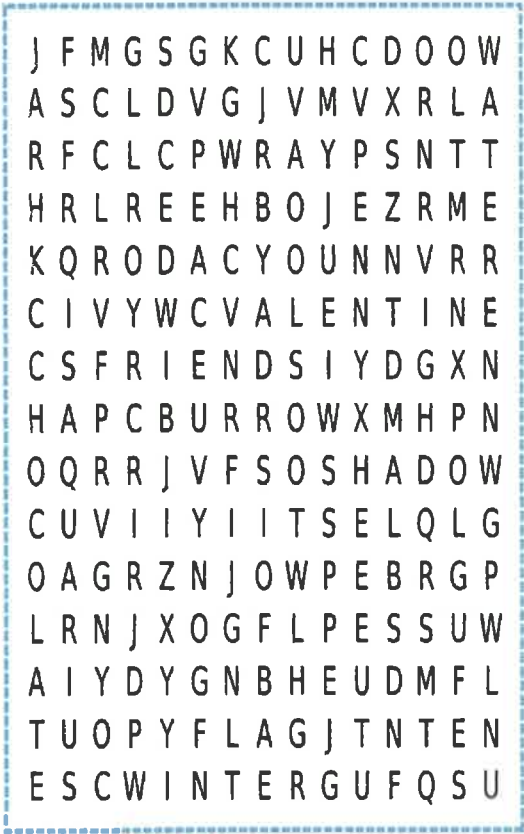 J F M G S G K C U H C D O O W
A S C L D V G J V M V X R L A
R F C L C P W R A Y P S N T T
H R L R E E H B O J E Z R M E
K Q R O D A C Y O U N N V R R
C I V Y W C V A L E N T I N E
C S F R I E N D S I Y D G X N
H A P C B U R R O W X M H P N
O Q R R J V F S O S H A D O W
C U V I I Y I I T S E L Q L G
O A G R Z N J O W P E B R G P
L R N J X O G F L P E S S U W
A I Y D Y G N B H E U D M F L
T U O P Y F L A G J T N T E N
E S C W I N T E R G U F Q S U